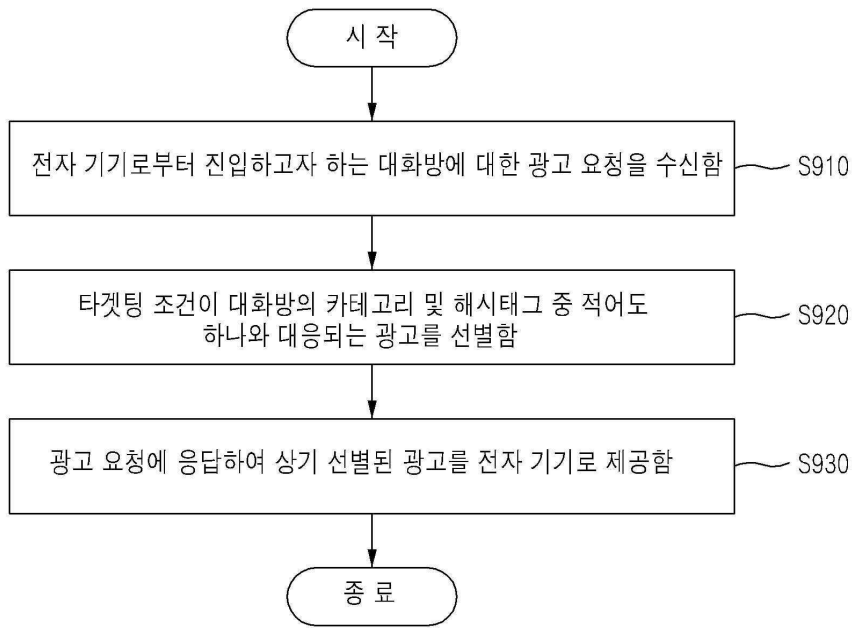 시 작
전자 기기로부터 진입하고자 하는 대화방에 대한 광고 요청을 수신함
S910
타겟팅 조건이 대화방의 카테고리 및 해시태그 중 적어도
하나와 대응되는 광고를 선별함
S920
광고 요청에 응답하여 상기 선별된 광고를 전자 기기로 제공함
S930
종 료